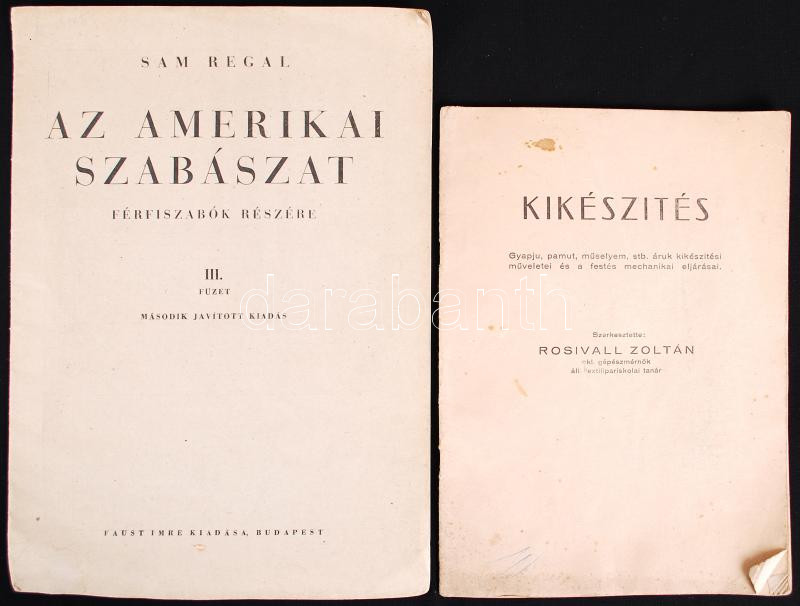 SAM REGAL
AZ AMERIKAI
SZABÁSZAT
FÉRFISZABÓK RÉSZÉRE
III.
FÜZET
MÁSODIK JAVÍTOTT KIADÁS
FAUST IMRE KIADÁSA, BUDAPEST
KIKÉSZITÉS
Gyapju, pamut, műselyem, stb. áruk kikészitési
műveletei és a festés mechanikai eljárásai.
Szerkesztette:
ROSIVALL ZOLTÁN
okl. gépészmérnök
áll. textilipariskolai tanár
darabanth